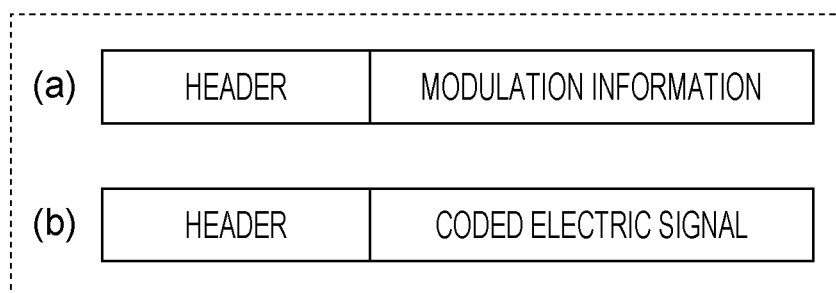 (a) HEADER MODULATION INFORMATION
(b) HEADER CODED ELECTRIC SIGNAL